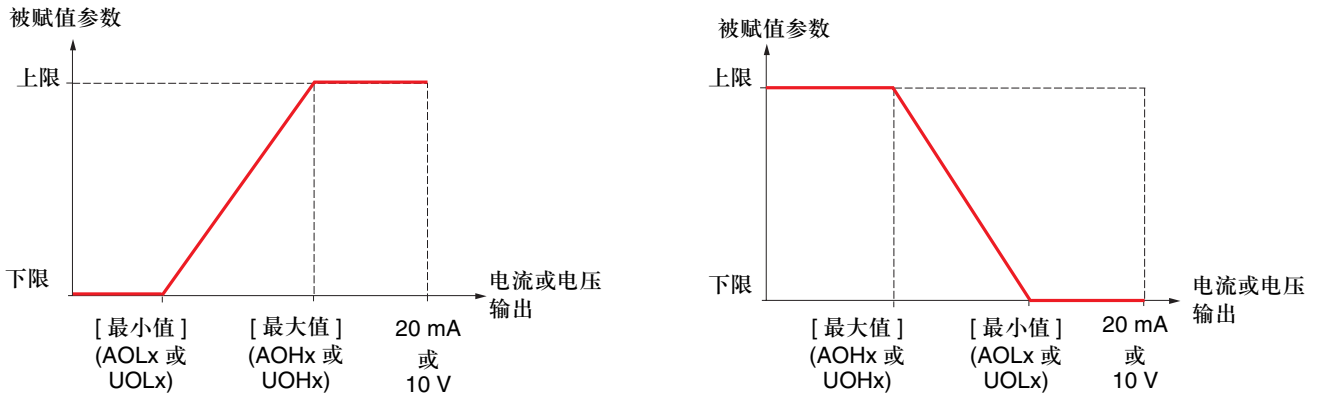 被赋值参数
上限
下限
电流或电压
输出
[ 最小值 ]
(AOLx 或
UOLx)
[ 最大值 ]
(AOHx 或
UOHx)
20 mA
或
10 V
被赋值参数
上限
下限
电流或电压
输出
[ 最大值 ]
(AOHx 或
UOHx)
[ 最小值 ]
(AOLx 或
UOLx)
20 mA
或
10 V